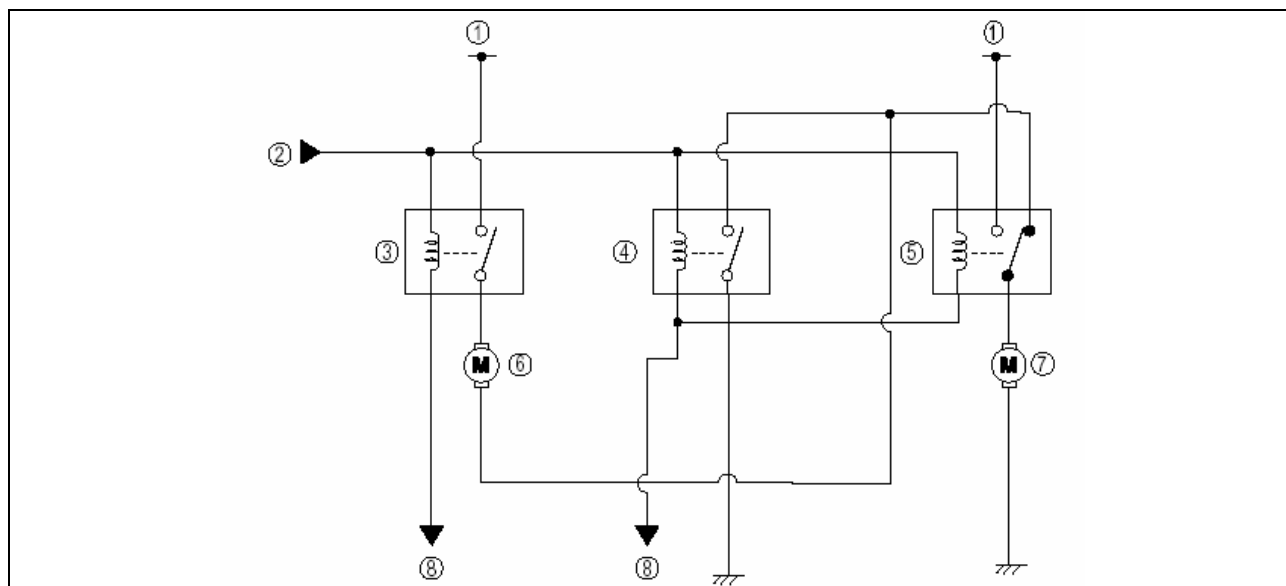 ① ①
②
③ ④ ⑤
M ⑥ M ⑦
⑧ ⑧